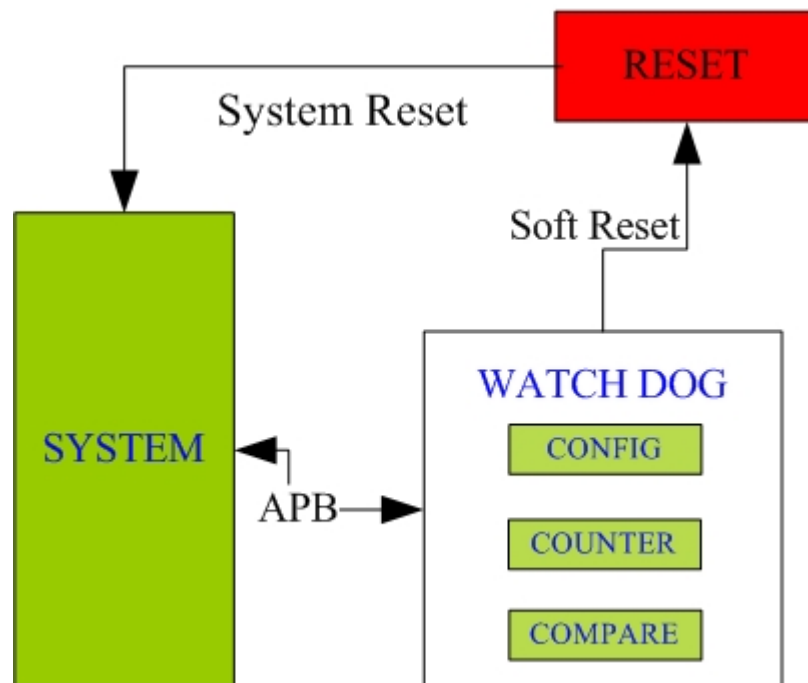 RESET
System Reset
Soft Reset
WATCH DOG
SYSTEM
CONFIG
APB
COUNTER
COMPARE